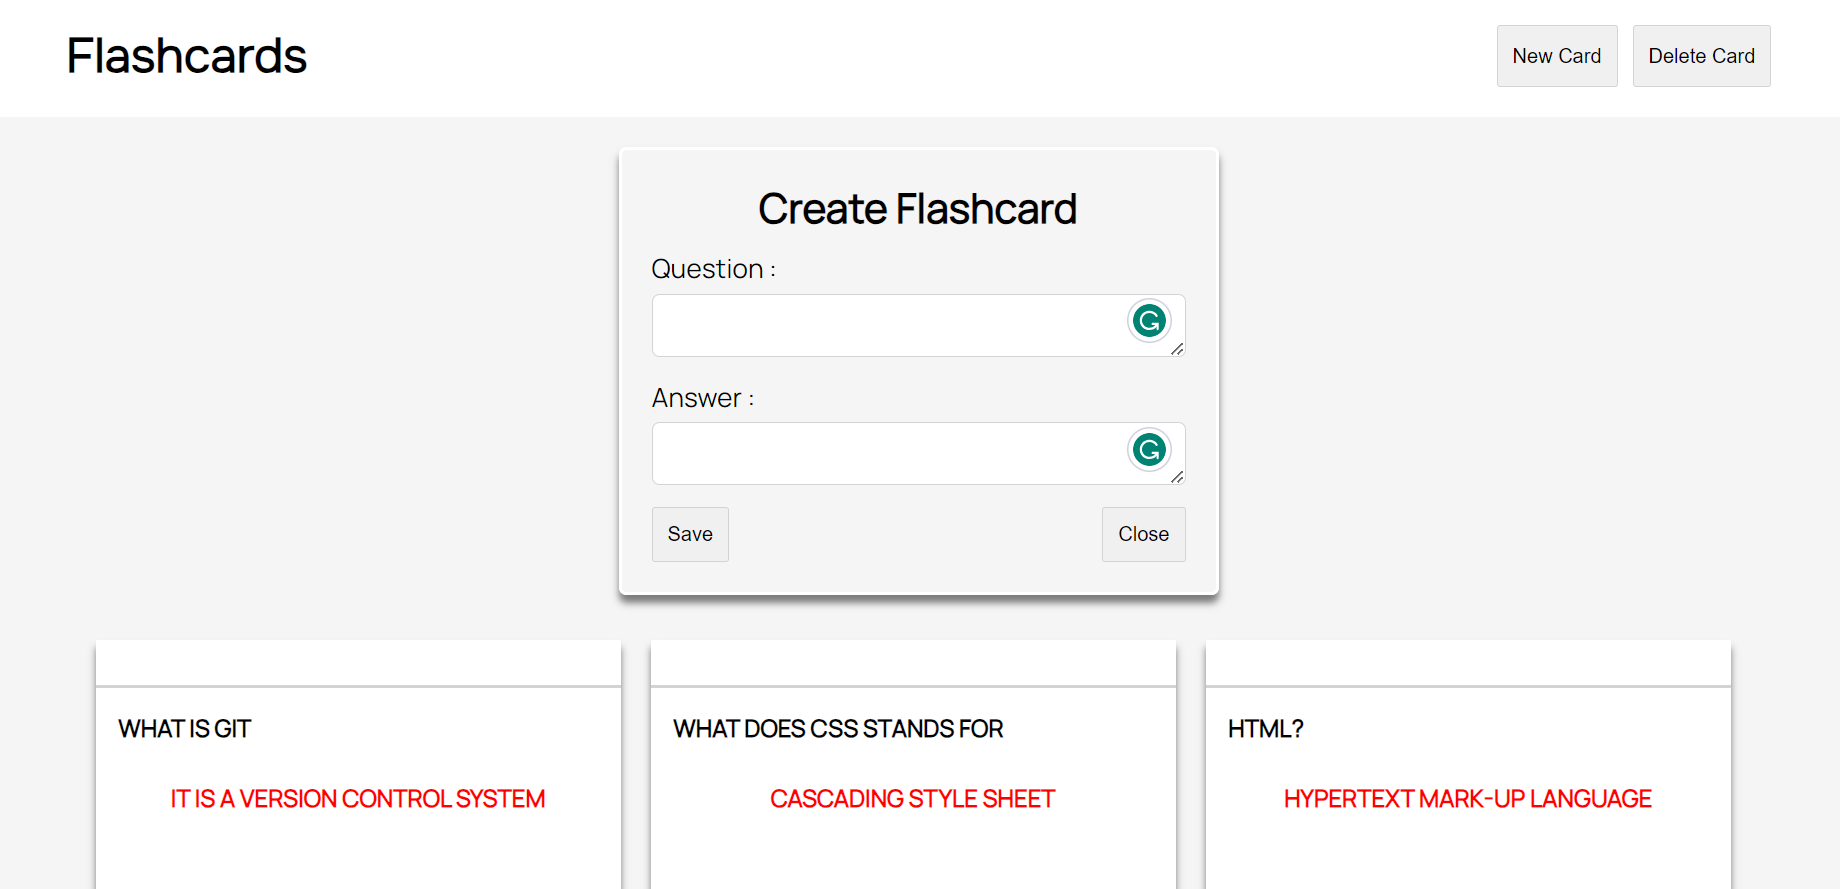 Flashcards
New Card
Delete Card
Create Flashcard
Question :
Answer :
Save
Close
WHAT IS GIT
IT IS A VERSION CONTROL SYSTEM
WHAT DOES CSS STANDS FOR
CASCADING STYLE SHEET
HTML?
HYPERTEXT MARK-UP LANGUAGE